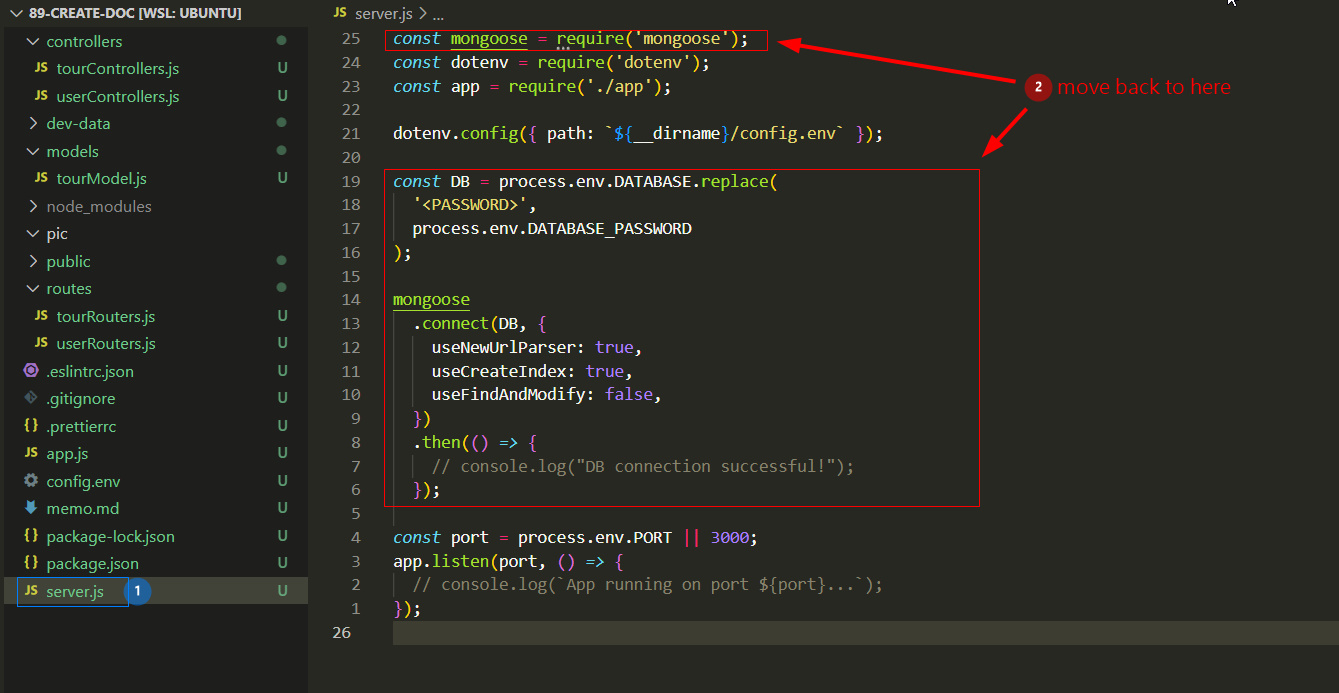 89-CREATE-DOC [WSL: UBUNTU]
controllers
JS tourControllers.js U
JS userControllers.js U
dev-data
models
JS tourModel.js U
node_modules
pic
public
routes
JS tourRouters.js U
JS userRouters.js U
.eslintrc.json U
.gitignore U
{} .prettierrc U
JS app.js U
config.env U
memo.md U
{} package-lock.json U
{} package.json U
JS server.js 1 U
JS server.js > ...
25 const mongoose = require('mongoose');
24 const dotenv = require('dotenv');
23 const app = require('./app');
22
21 dotenv.config({ path: `${__dirname}/config.env` });
20
19 const DB = process.env.DATABASE.replace(
18 '<PASSWORD>',
17 process.env.DATABASE_PASSWORD
16 );
15
14 mongoose
13 .connect(DB, {
12 useNewUrlParser: true,
11 useCreateIndex: true,
10 useFindAndModify: false,
9 })
8 .then(() => {
7 // console.log("DB connection successful!");
6 });
5
4 const port = process.env.PORT || 3000;
3 app.listen(port, () => {
2 // console.log(`App running on port ${port}...`);
1 });
26
2 move back to here